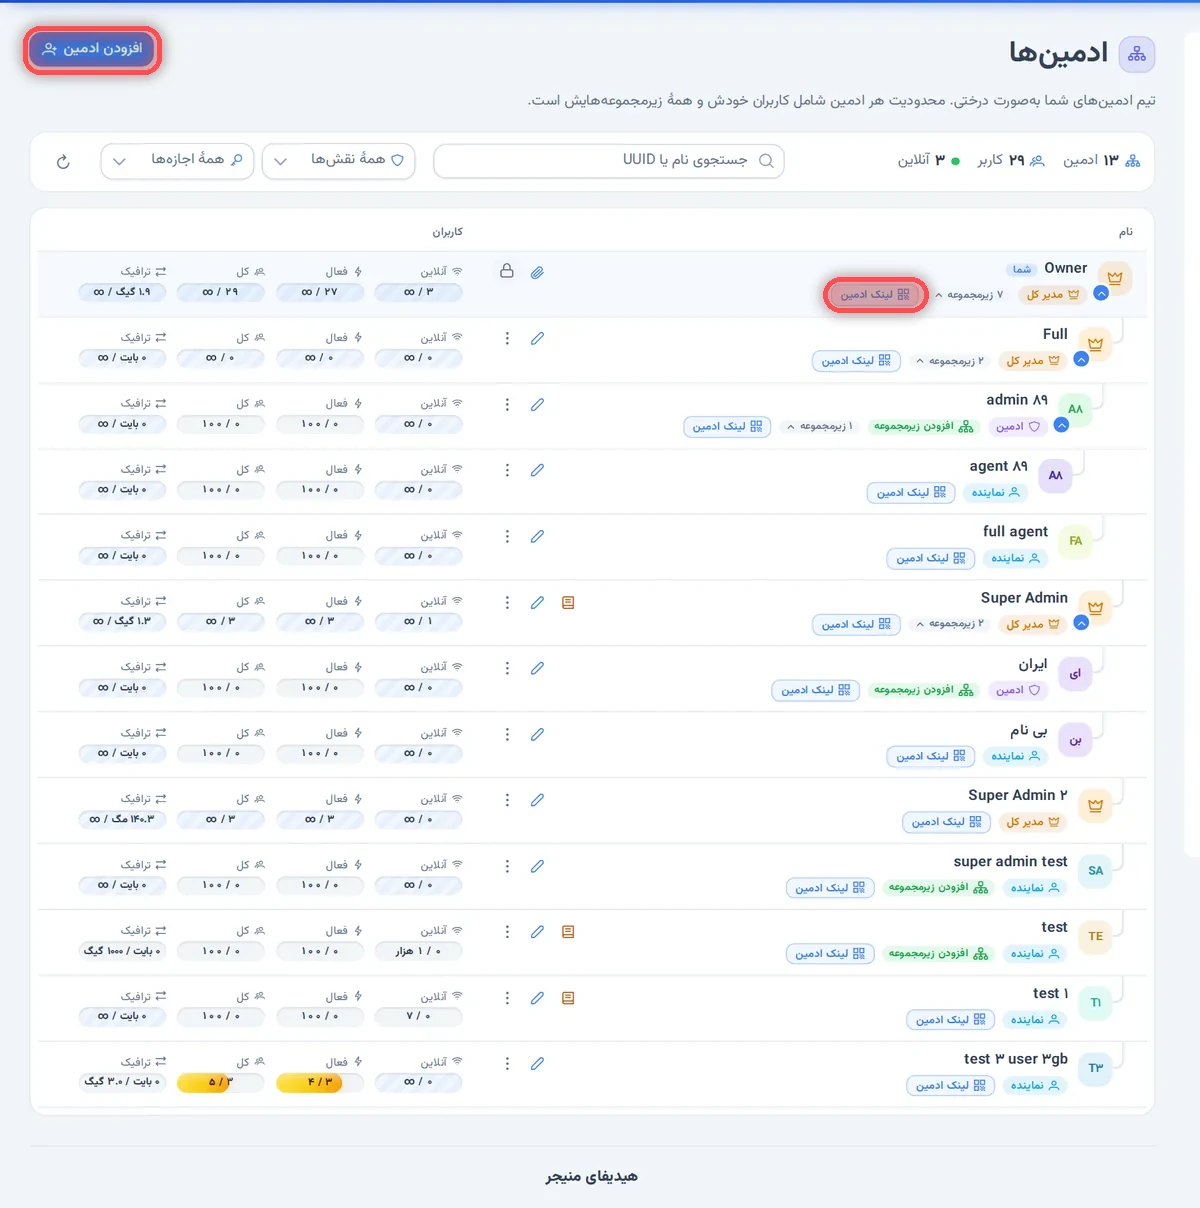 افزودن ادمین
ادمین‌ها
تیم ادمین‌های شما به‌صورت درختی. محدودیت هر ادمین شامل کاربران خودش و همهٔ زیرمجموعه‌هایش است.
۱۳ ادمین ۲۹ کاربر ۳ آنلاین
جستجوی نام یا UUID
همهٔ نقش‌ها
همهٔ اجازه‌ها
نام کاربران
Owner شما
مدیر کل ۷ زیرمجموعه لینک ادمین
آنلاین فعال کل ترافیک
۳ / ∞ ۲۷ / ∞ ۲۹ / ∞ ۱.۹ گیگ / ∞
Full
مدیر کل ۲ زیرمجموعه لینک ادمین
آنلاین فعال کل ترافیک
۰ / ∞ ۰ / ∞ ۰ / ∞ ۰ بایت / ∞
A۸ admin ۸۹
ادمین افزودن زیرمجموعه ۱ زیرمجموعه لینک ادمین
آنلاین فعال کل ترافیک
۰ / ∞ ۰ / ۱۰۰ ۰ / ۱۰۰ ۰ بایت / ∞
A۸ agent ۸۹
نماینده لینک ادمین
آنلاین فعال کل ترافیک
۰ / ∞ ۰ / ۱۰۰ ۰ / ۱۰۰ ۰ بایت / ∞
FA full agent
نماینده لینک ادمین
آنلاین فعال کل ترافیک
۰ / ∞ ۰ / ۱۰۰ ۰ / ۱۰۰ ۰ بایت / ∞
Super Admin
مدیر کل ۲ زیرمجموعه لینک ادمین
آنلاین فعال کل ترافیک
۱ / ∞ ۳ / ∞ ۳ / ∞ ۱.۳ گیگ / ∞
ای ایران
ادمین افزودن زیرمجموعه لینک ادمین
آنلاین فعال کل ترافیک
۰ / ∞ ۰ / ۱۰۰ ۰ / ۱۰۰ ۰ بایت / ∞
بن بی نام
نماینده لینک ادمین
آنلاین فعال کل ترافیک
۰ / ∞ ۰ / ۱۰۰ ۰ / ۱۰۰ ۰ بایت / ∞
Super Admin ۲
مدیر کل لینک ادمین
آنلاین فعال کل ترافیک
۰ / ∞ ۳ / ∞ ۳ / ∞ ۱۴۰.۳ مگ / ∞
SA super admin test
نماینده افزودن زیرمجموعه لینک ادمین
آنلاین فعال کل ترافیک
۰ / ∞ ۰ / ۱۰۰ ۰ / ۱۰۰ ۰ بایت / ∞
TE test
نماینده افزودن زیرمجموعه لینک ادمین
آنلاین فعال کل ترافیک
۰ / ۱ هزار ۰ / ۱۰۰ ۰ / ۱۰۰ ۰ بایت / ۱۰۰۰ گیگ
T۱ test ۱
نماینده لینک ادمین
آنلاین فعال کل ترافیک
۰ / ۷ ۰ / ۱۰۰ ۰ / ۱۰۰ ۰ بایت / ∞
T۳ test ۳ user ۳gb
نماینده لینک ادمین
آنلاین فعال کل ترافیک
۰ / ∞ ۳ / ۴ ۳ / ۵ ۰ بایت / ۳.۰ گیگ
هیدیفای منیجر